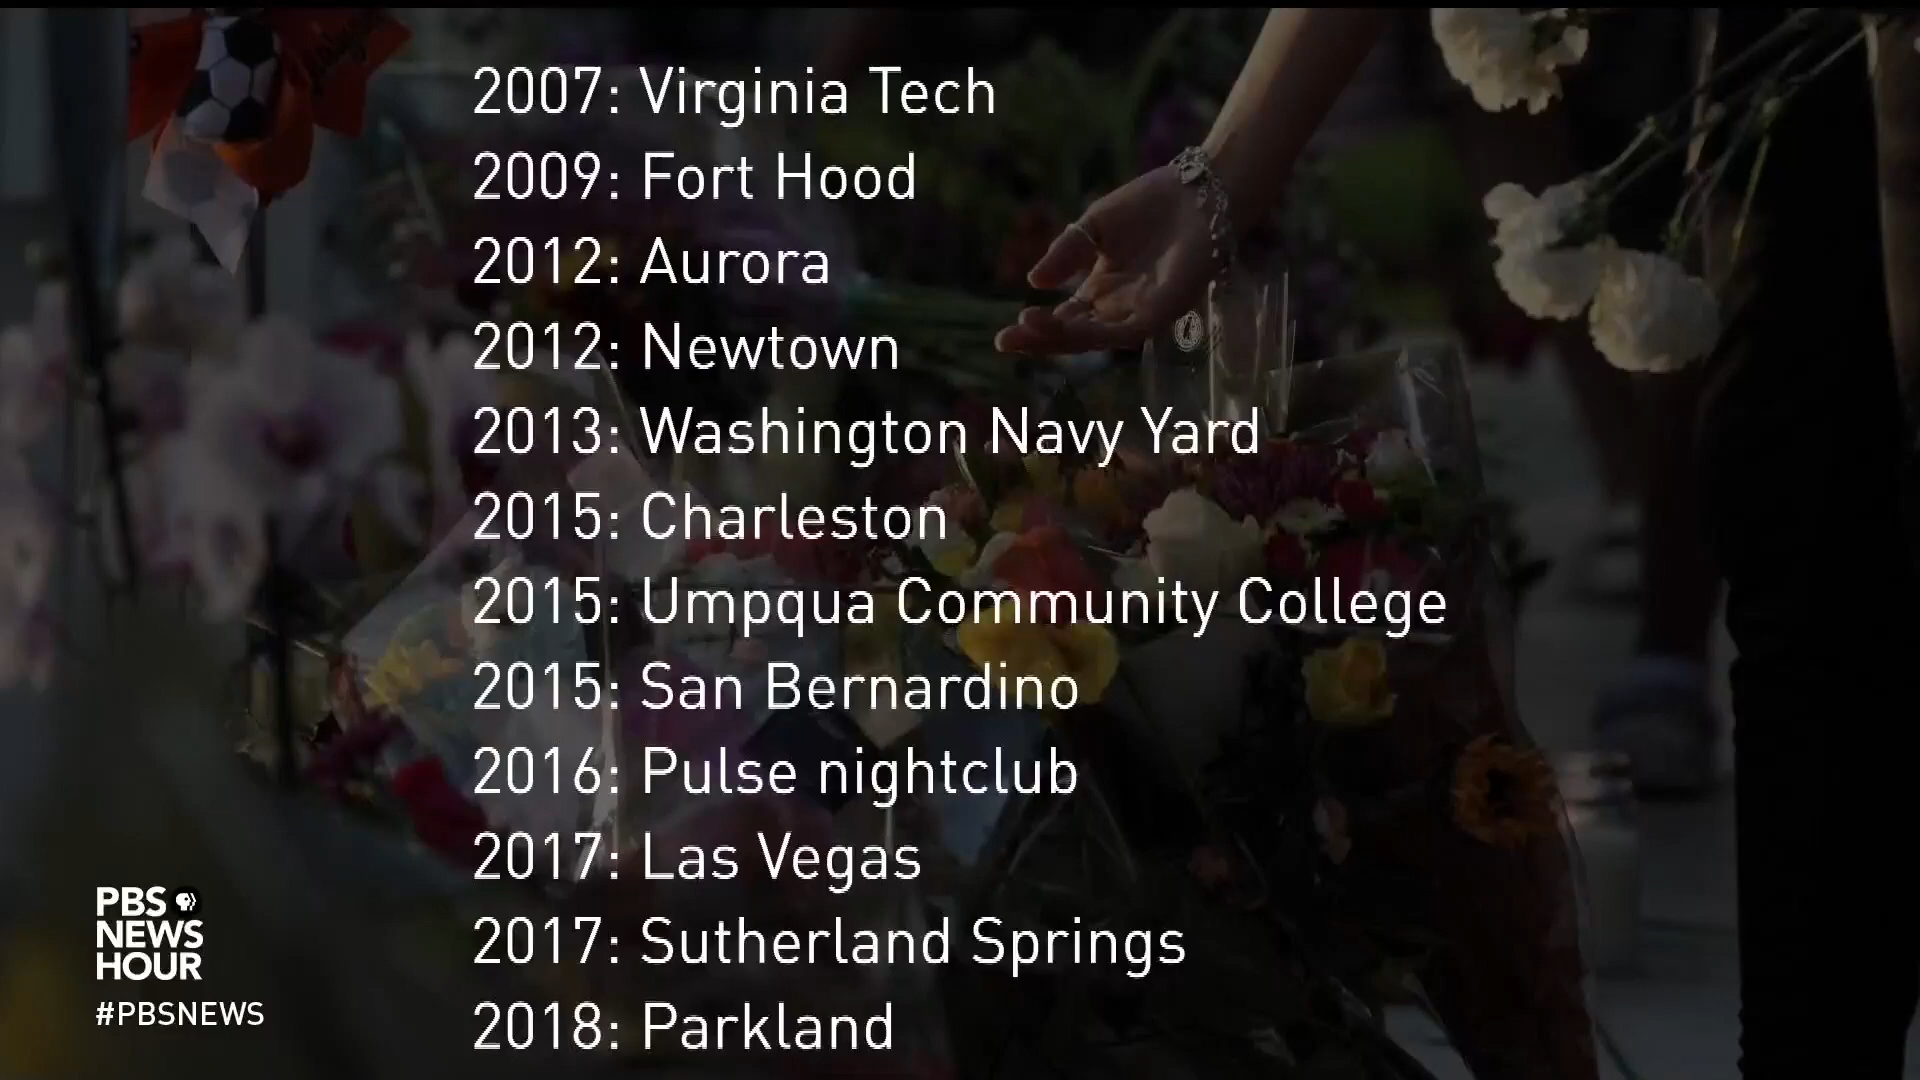 2007: Virginia Tech
2009: Fort Hood
2012: Aurora
2012: Newtown
2013: Washington Navy Yard
2015: Charleston
2015: Umpqua Community College
2015: San Bernardino
2016: Pulse nightclub
2017: Las Vegas
2017: Sutherland Springs
2018: Parkland
PBS
NEWS
HOUR
#PBSNEWS